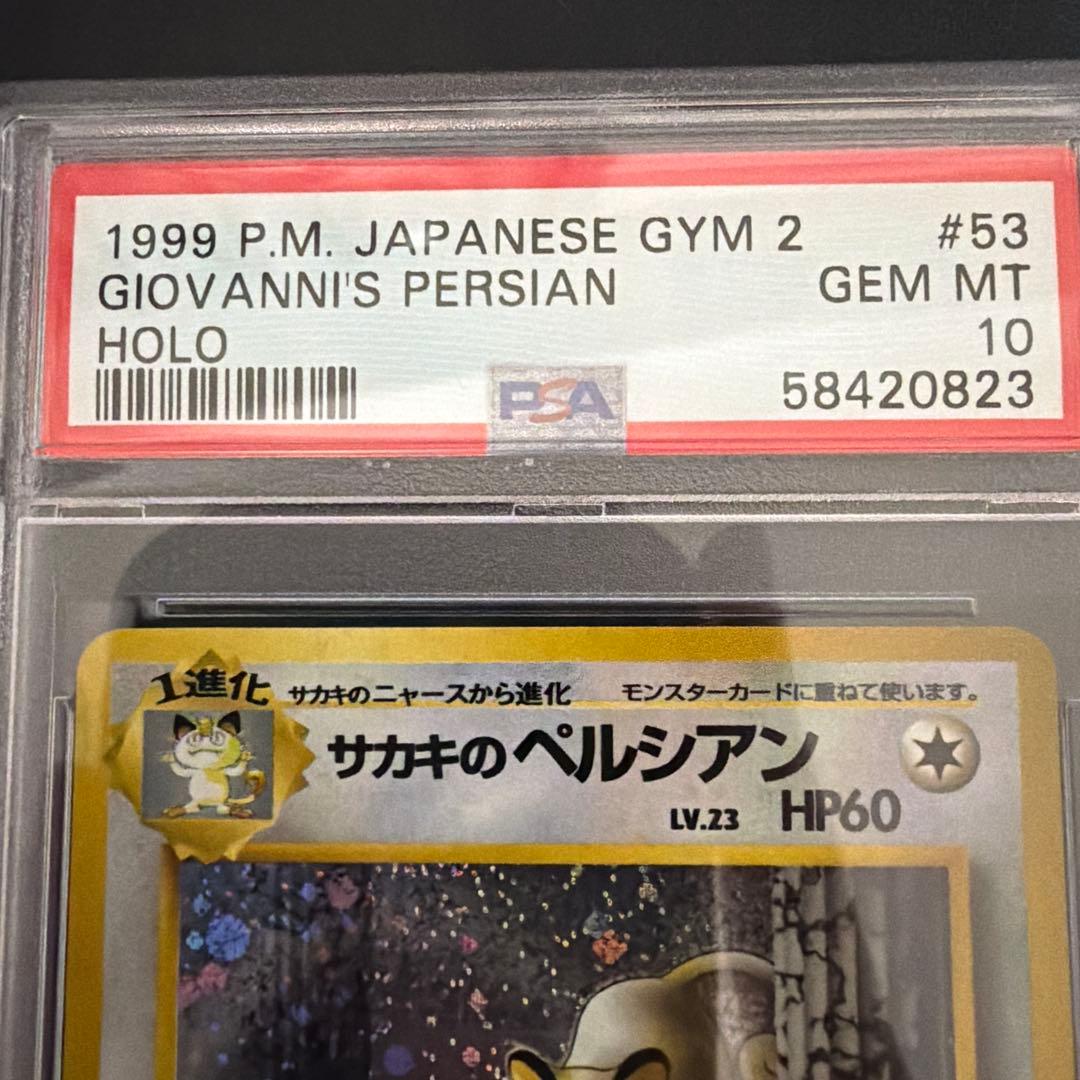 1999 P.M. JAPANESE GYM 2 #53
GIOVANNI'S PERSIAN GEM MT
HOLO 10
PSA 58420823
1進化 サカキのニャースから進化 モンスターカードに重ねて使います。
サカキのペルシアン
LV.23 HP60